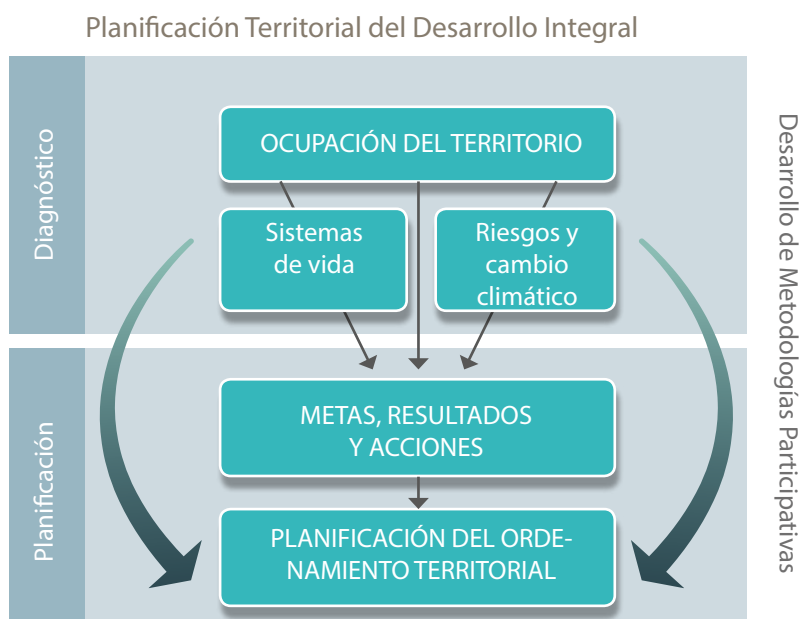 Planificación Territorial del Desarrollo Integral
Diagnóstico
OCUPACIÓN DEL TERRITORIO
Sistemas
de vida
Riesgos y
cambio
climático
Planificación
METAS, RESULTADOS
Y ACCIONES
PLANIFICACIÓN DEL ORDE-
NAMIENTO TERRITORIAL
Desarrollo de Metodologías Participativas